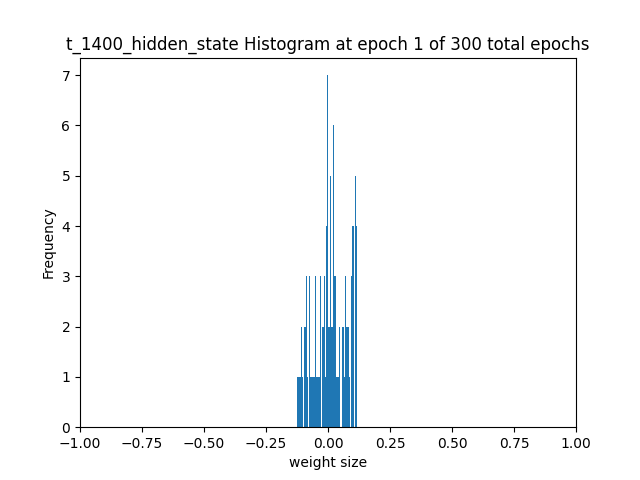 t_1400_hidden_state Histogram at epoch 1 of 300 total epochs
7
6
5
4
3
2
1
0
Frequency
−1.00 −0.75 −0.50 −0.25 0.00 0.25 0.50 0.75 1.00
weight size